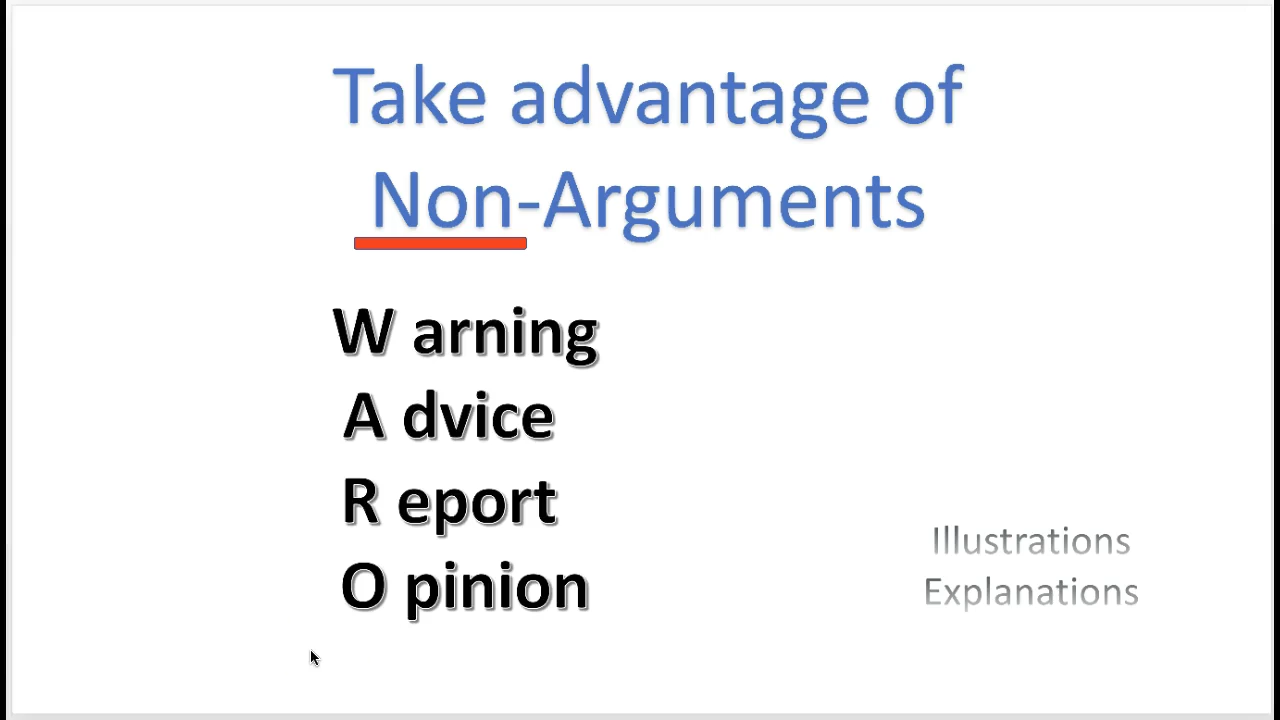 Take advantage of
Non-Arguments
W arning
A dvice
R eport
O pinion
Illustrations
Explanations